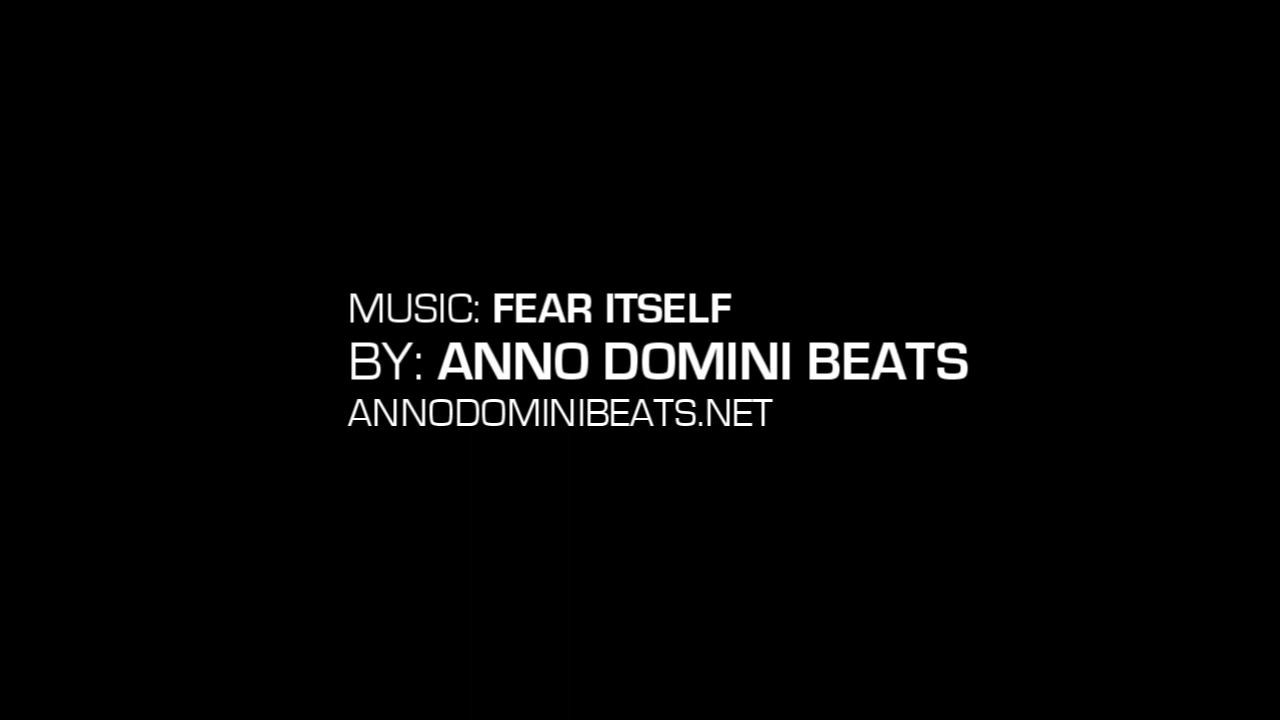 MUSIC: FEAR ITSELF
BY: ANNO DOMINI BEATS
ANNODOMINIBEATS.NET